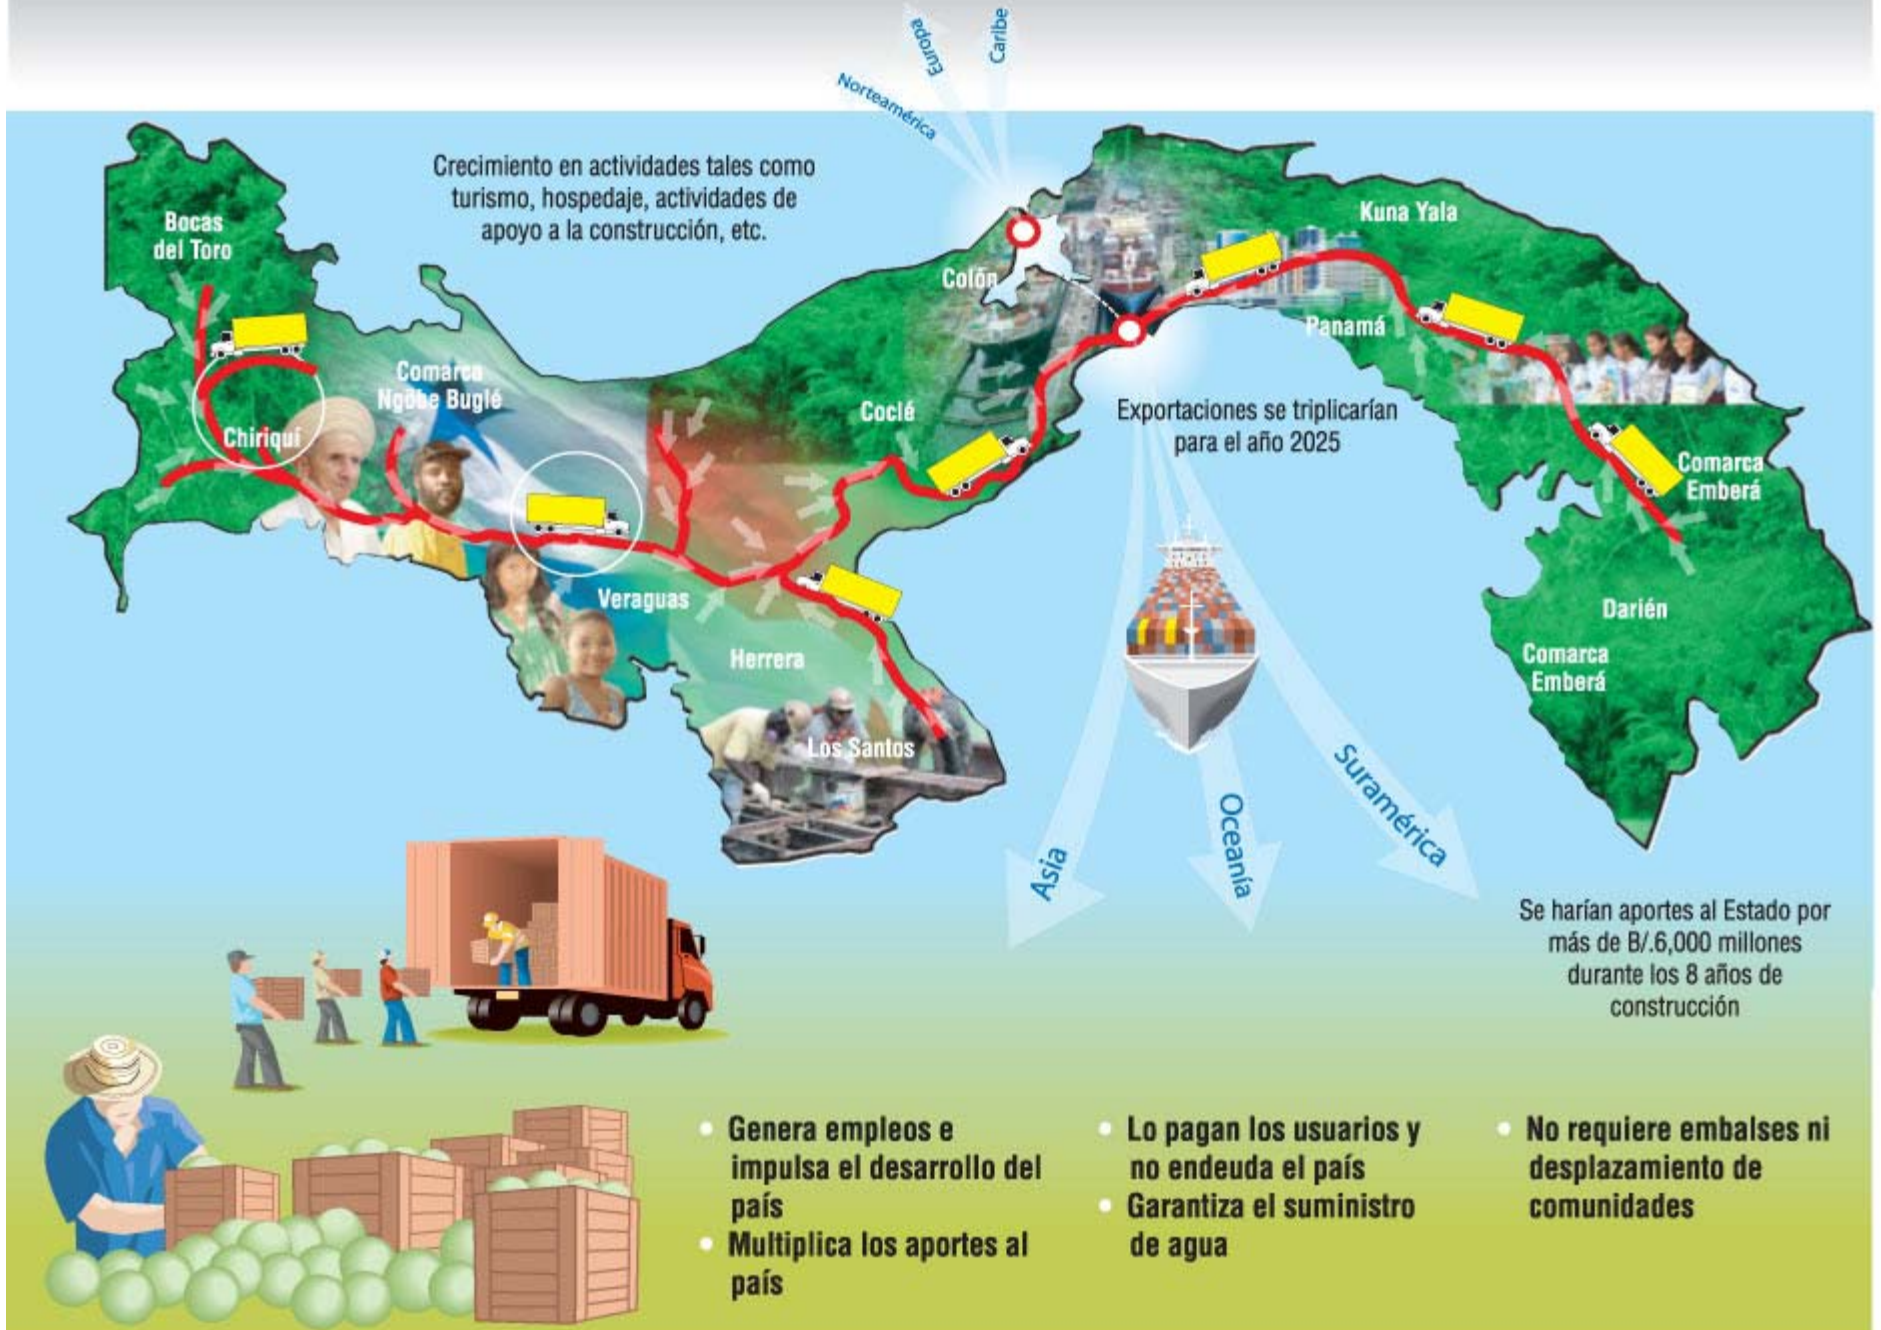 Europa
Caribe
Norteamérica
Crecimiento en actividades tales como
turismo, hospedaje, actividades de
apoyo a la construcción, etc.
Bocas
del Toro
Kuna Yala
Colón
Panamá
Comarca
Ngöbe Buglé
Chiriquí
Coclé
Exportaciones se triplicarían
para el año 2025
Comarca
Emberá
Veraguas
Darién
Herrera
Comarca
Emberá
Los Santos
Asia
Oceanía
Suramérica
Se harían aportes al Estado por
más de B/.6,000 millones
durante los 8 años de
construcción
• Genera empleos e
impulsa el desarrollo del
país
• Multiplica los aportes al
país
• Lo pagan los usuarios y
no endeuda el país
• Garantiza el suministro
de agua
• No requiere embalses ni
desplazamiento de
comunidades